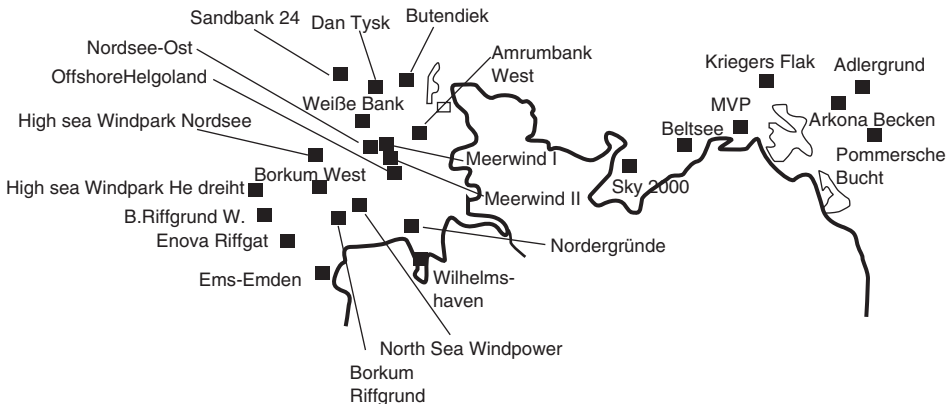 Sandbank 24
Dan Tysk
Butendiek
Nordsee-Ost
OffshoreHelgoland
Amrumbank
West
Weiße Bank
High sea Windpark Nordsee
Meerwind I
Borkum West
High sea Windpark He dreiht
Meerwind II
B.Riffgrund W.
Enova Riffgat
Nordergründe
Ems-Emden
Wilhelms-
haven
North Sea Windpower
Borkum
Riffgrund
Kriegers Flak
Adlergrund
MVP
Arkona Becken
Beltsee
Pommersche
Bucht
Sky 2000